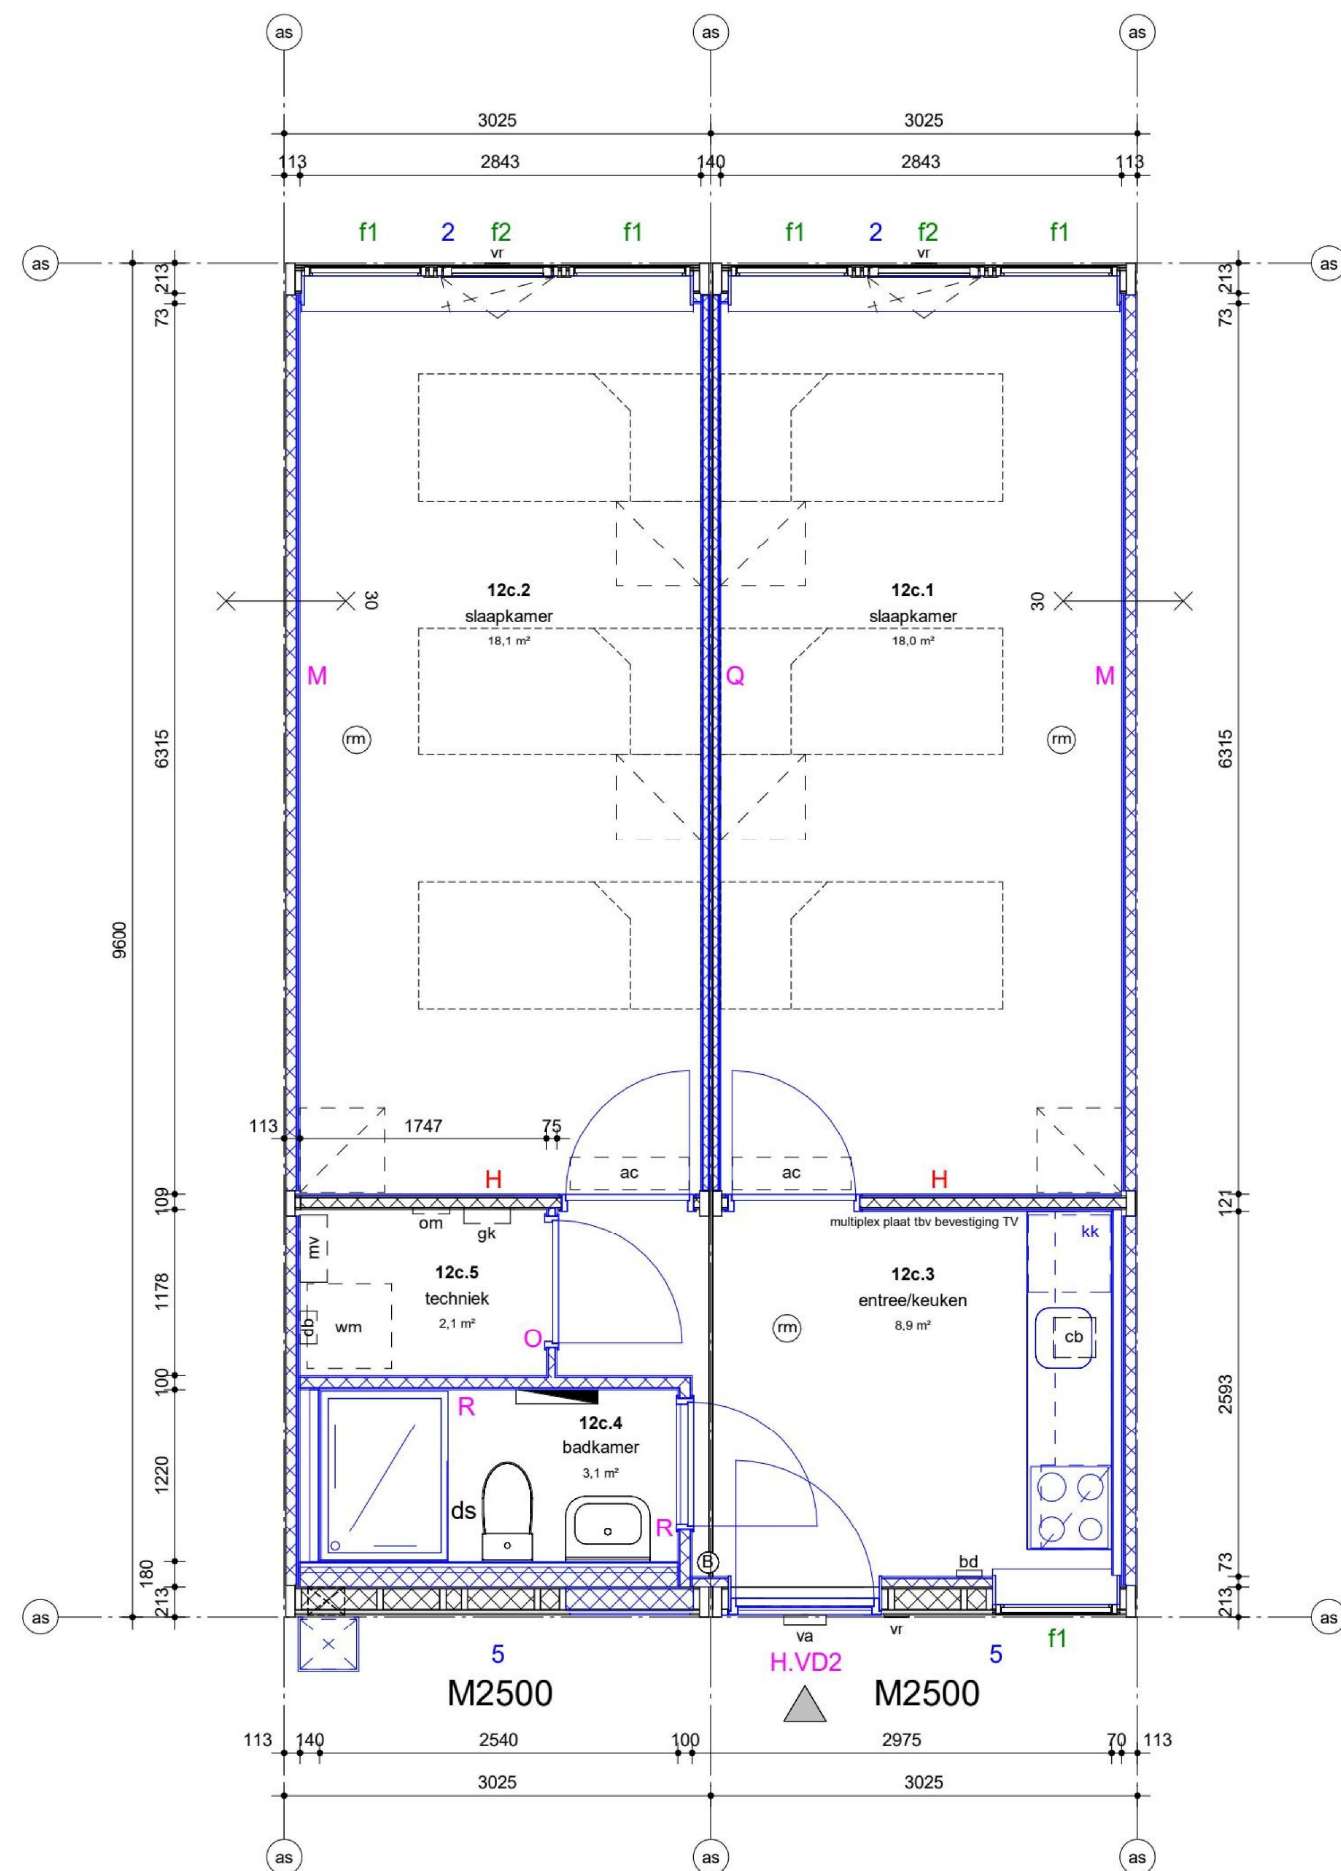 as as as
3025 3025
113 2843 140 2843 113
f1 2 f2 f1 f1 2 f2 f1
vr vr
as as
213 213
73 73
12c.2 12c.1
slaapkamer slaapkamer
18,1 m² 18,0 m²
30 30
M Q M
rm rm
6315 6315
9600
113 1747 75
ac ac
H H
109 121
om gk
multiplex plaat tbv bevestiging TV
kk
mv
12c.5 12c.3
techniek entree/keuken
2,1 m² 8,9 m²
1178
db wm O rm cb
100
R
2593
12c.4
badkamer
3,1 m²
1220
ds
R
B
bd
180 73
213 213
as as
va vr
5 H.VD2 5 f1
M2500 M2500
113 140 2540 100 2975 70 113
3025 3025
as as as